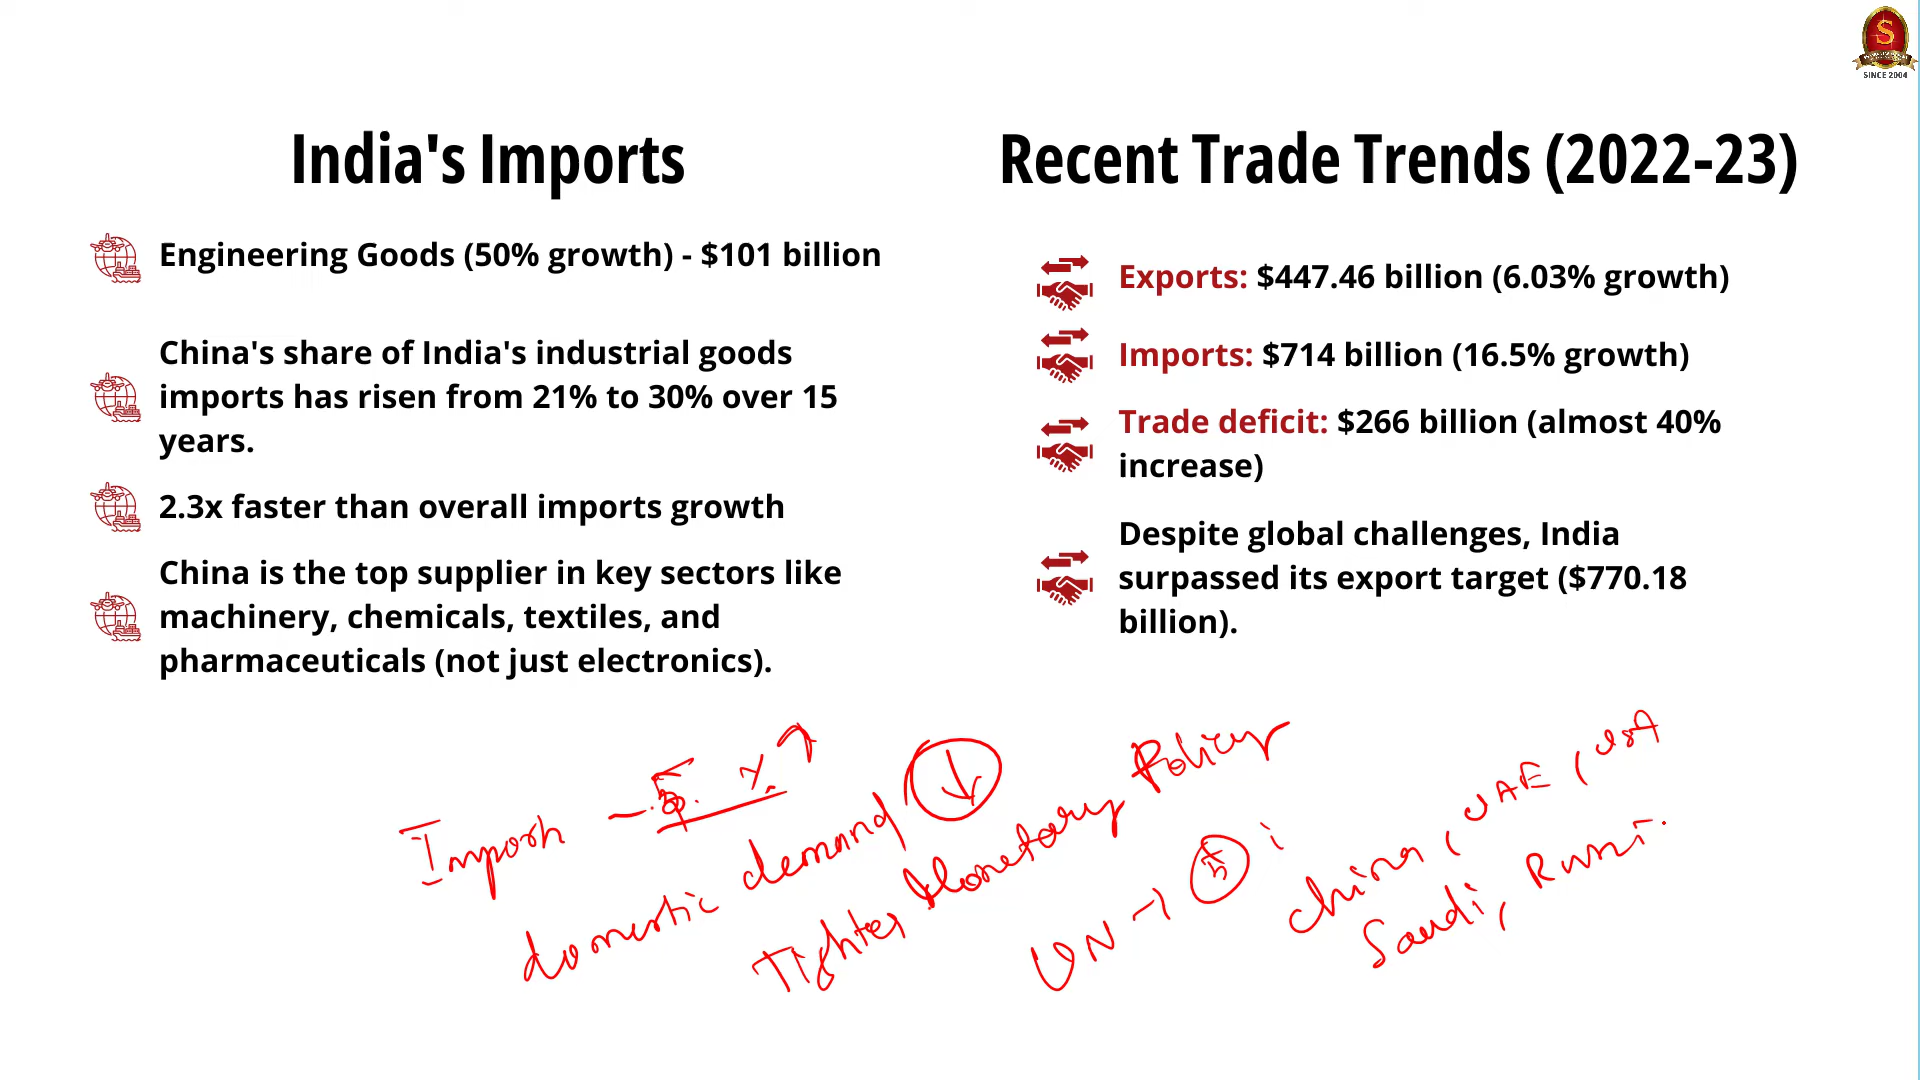 S
SINCE 2004
India's Imports
Engineering Goods (50% growth) - $101 billion
China's share of India's industrial goods
imports has risen from 21% to 30% over 15
years.
2.3x faster than overall imports growth
China is the top supplier in key sectors like
machinery, chemicals, textiles, and
pharmaceuticals (not just electronics).
Recent Trade Trends (2022-23)
Exports: $447.46 billion (6.03% growth)
Imports: $714 billion (16.5% growth)
Trade deficit: $266 billion (almost 40%
increase)
Despite global challenges, India
surpassed its export target ($770.18
billion).
Import % ↑
domestic demand ↓
Tighter Monetary Policy
UN → 5 :
China, UAE, USA
Saudi,